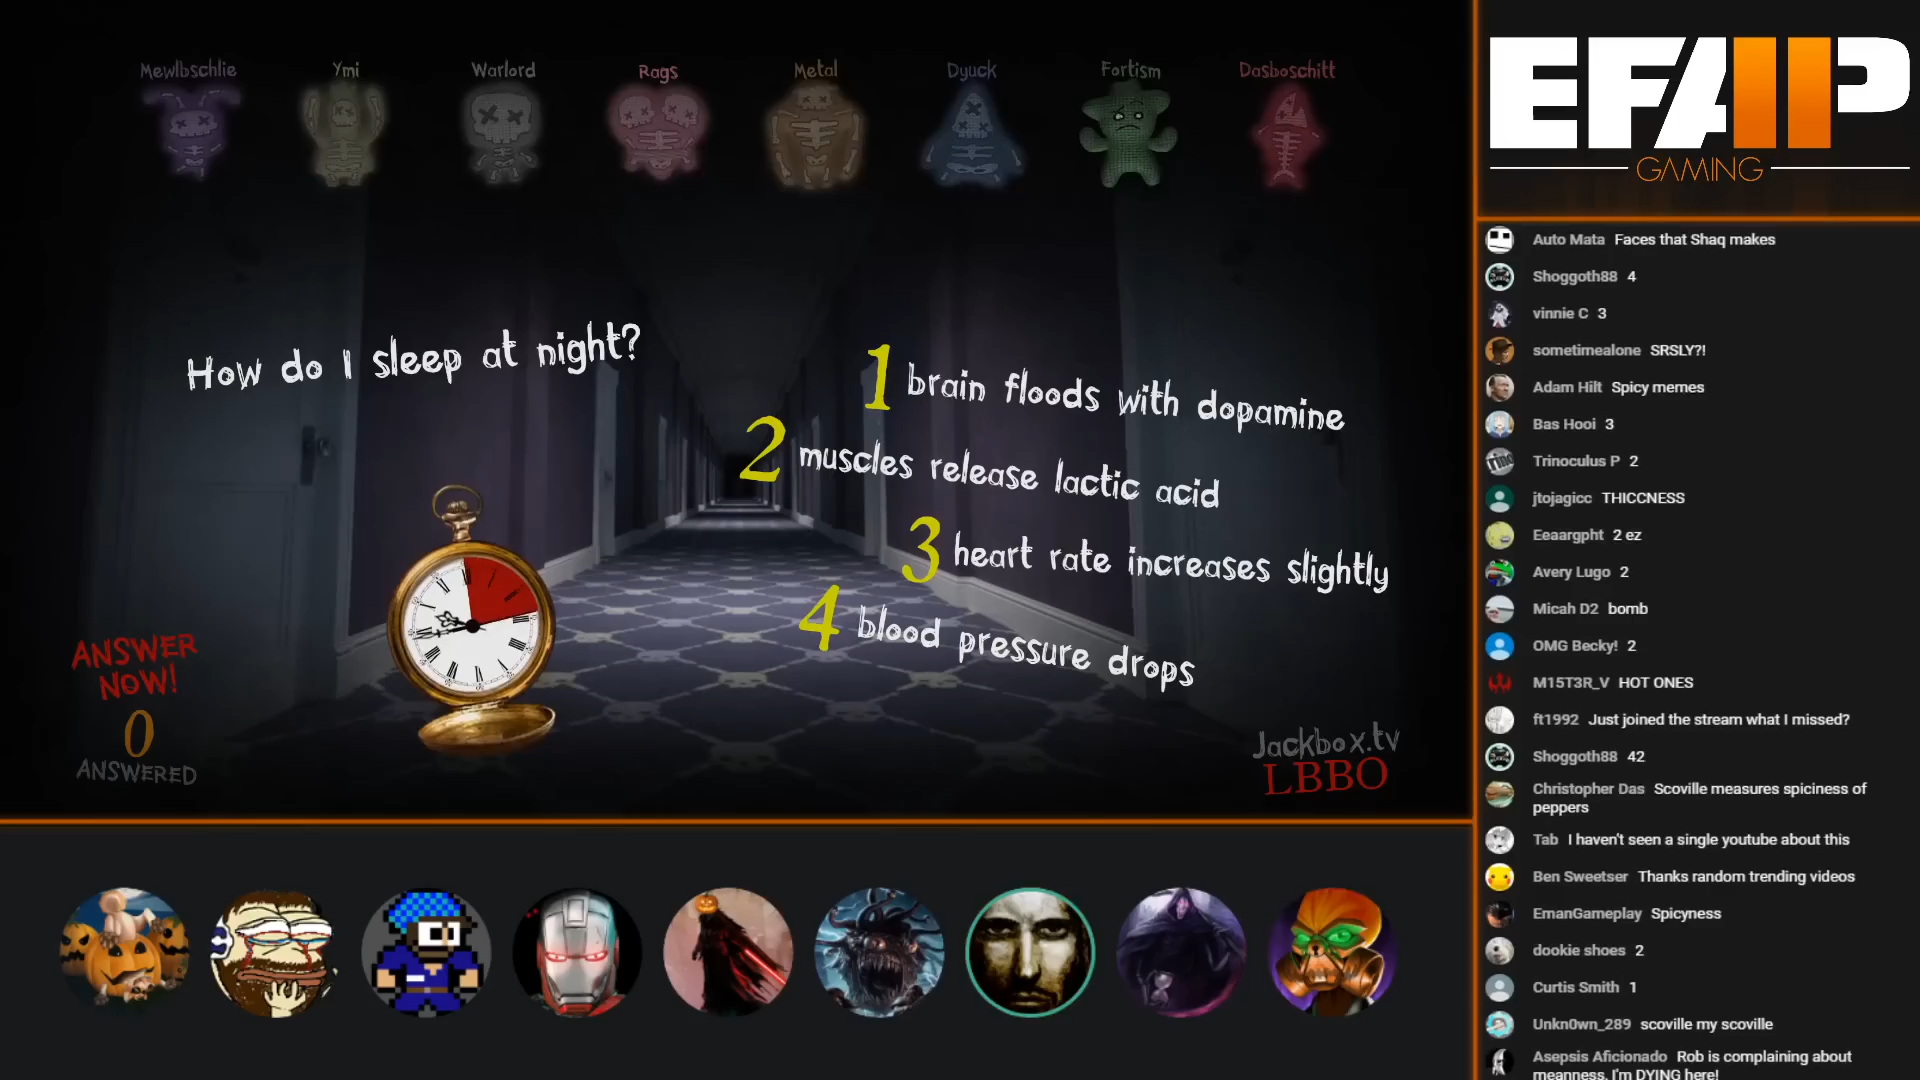 Mewlbschlie
Ymi
Warlord
Rags
Metal
Dyuck
Fortism
Dasboschitt
How do I sleep at night?
1 brain floods with dopamine
2 muscles release lactic acid
3 heart rate increases slightly
4 blood pressure drops
ANSWER
NOW!
0
ANSWERED
Jackbox.tv
LBBO
EFAP
GAMING
Auto Mata Faces that Shaq makes
Shoggoth88 4
vinnie C 3
sometimealone SRSLY?!
Adam Hilt Spicy memes
Bas Hooi 3
Trinoculus P 2
jtojagicc THICCNESS
Eeaargpht 2 ez
Avery Lugo 2
Micah D2 bomb
OMG Becky! 2
M15T3R_V HOT ONES
ft1992 Just joined the stream what I missed?
Shoggoth88 42
Christopher Das Scoville measures spiciness of
peppers
Tab I haven't seen a single youtube about this
Ben Sweetser Thanks random trending videos
EmanGameplay Spicyness
dookie shoes 2
Curtis Smith 1
Unkn0wn_289 scoville my scoville
Asepsis Aficionado Rob is complaining about
meanness. I'm DYING here!